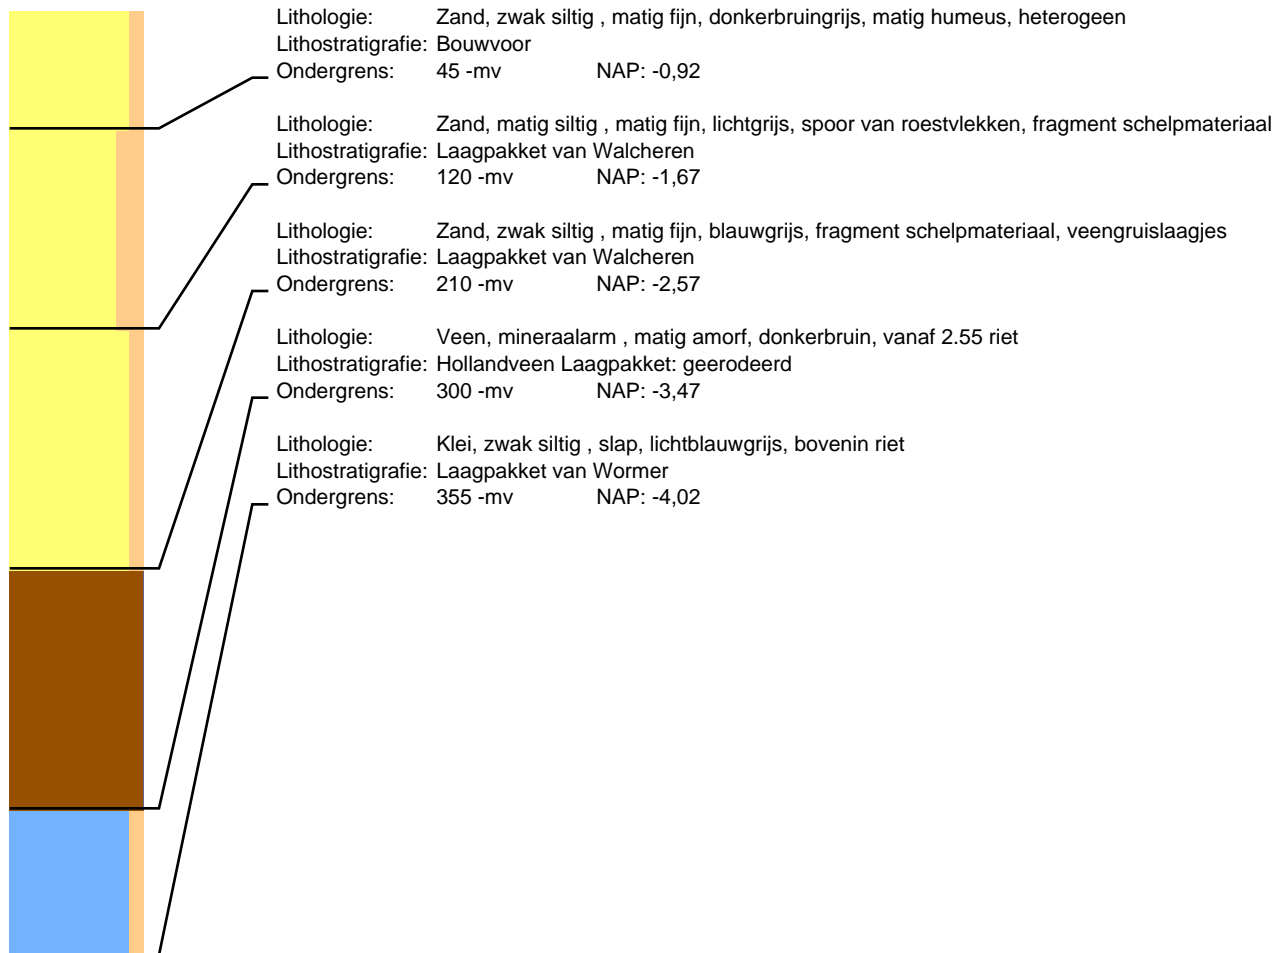 Lithologie: Zand, zwak siltig , matig fijn, donkerbruingrijs, matig humeus, heterogeen
Lithostratigrafie: Bouwvoor
Ondergrens: 45 -mv NAP: -0,92
Lithologie: Zand, matig siltig , matig fijn, lichtgrijs, spoor van roestvlekken, fragment schelpmateriaal
Lithostratigrafie: Laagpakket van Walcheren
Ondergrens: 120 -mv NAP: -1,67
Lithologie: Zand, zwak siltig , matig fijn, blauwgrijs, fragment schelpmateriaal, veengruislaagjes
Lithostratigrafie: Laagpakket van Walcheren
Ondergrens: 210 -mv NAP: -2,57
Lithologie: Veen, mineraalarm , matig amorf, donkerbruin, vanaf 2.55 riet
Lithostratigrafie: Hollandveen Laagpakket: geerodeerd
Ondergrens: 300 -mv NAP: -3,47
Lithologie: Klei, zwak siltig , slap, lichtblauwgrijs, bovenin riet
Lithostratigrafie: Laagpakket van Wormer
Ondergrens: 355 -mv NAP: -4,02